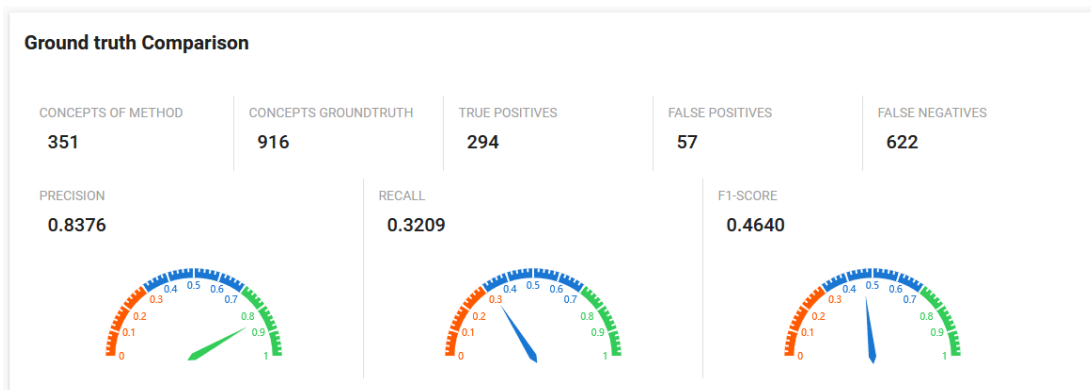 Ground truth Comparison
CONCEPTS OF METHOD
351
CONCEPTS GROUNDTRUTH
916
TRUE POSITIVES
294
FALSE POSITIVES
57
FALSE NEGATIVES
622
PRECISION
0.8376
0 0.1 0.2 0.3 0.4 0.5 0.6 0.7 0.8 0.9 1
RECALL
0.3209
0 0.1 0.2 0.3 0.4 0.5 0.6 0.7 0.8 0.9 1
F1-SCORE
0.4640
0 0.1 0.2 0.3 0.4 0.5 0.6 0.7 0.8 0.9 1